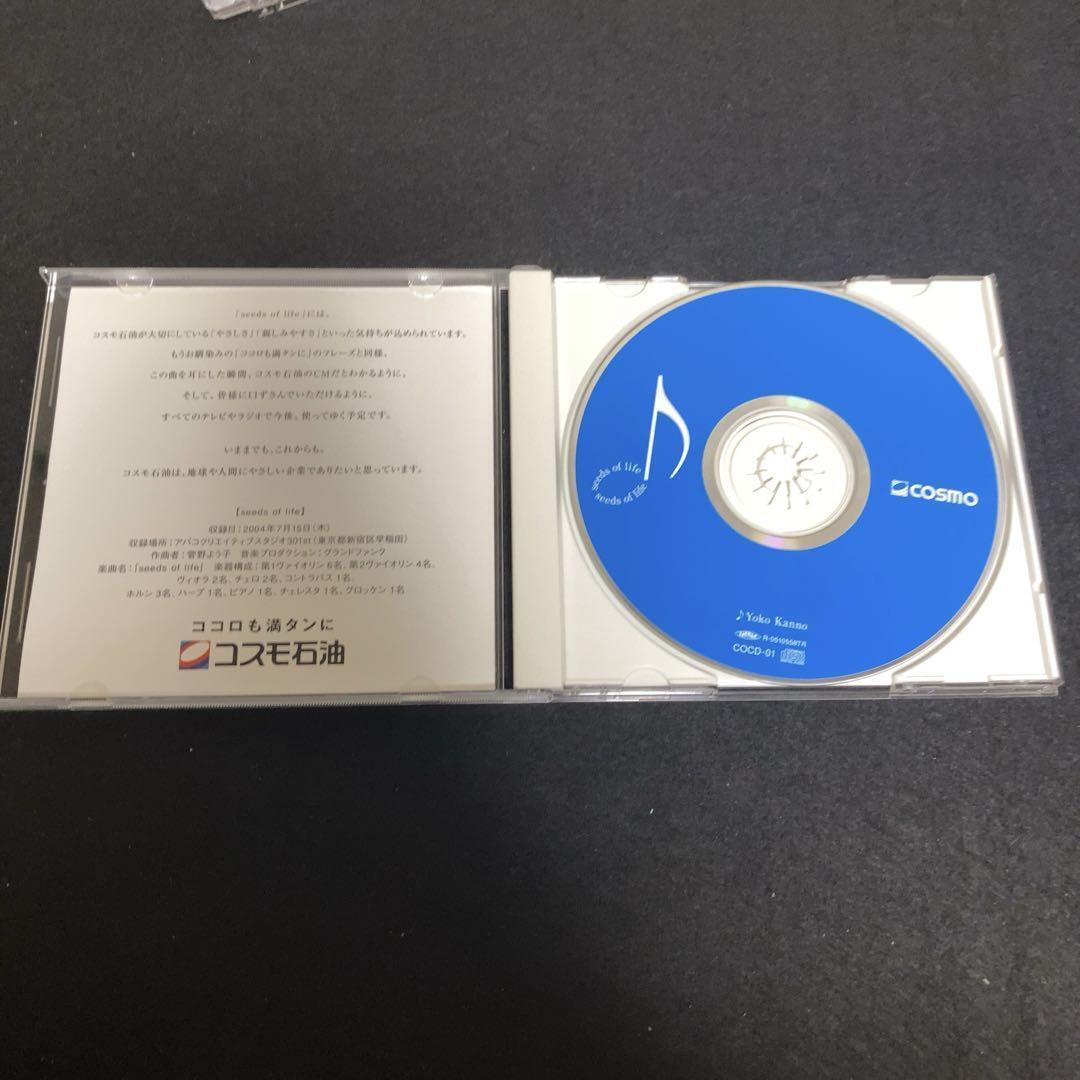 「seeds of life」には、
コスモ石油が大切にしている「やさしさ」「親しみやすさ」といった気持ちが込められています。
もうお馴染みの「ココロも満タンに」のフレーズと同様、
この曲を耳にした瞬間、コスモ石油のCMだとわかるように、
そして、皆様に口ずさんでいただけるように、
すべてのテレビやラジオで今後、使ってゆく予定です。
いままでも、これからも。
コスモ石油は、地球や人間にやさしい企業でありたいと思っています。
【seeds of life】
収録日：2004年7月15日（木）
収録場所：アバコクリエイティブスタジオ301st（東京都新宿区早稲田）
作曲者：菅野よう子 音楽プロダクション：グランドファンク
楽曲名：「seeds of life」 楽器構成：第1ヴァイオリン 6名、第2ヴァイオリン 4名、
ヴィオラ 2名、チェロ 2名、コントラバス 1名、
ホルン 3名、ハープ 1名、ピアノ 1名、チェレスタ 1名、グロッケン 1名
ココロも満タンに
コスモ石油
seeds of life
seeds of life
COSMO
♪Yoko Kanno
R-0510558TR
COCD-01